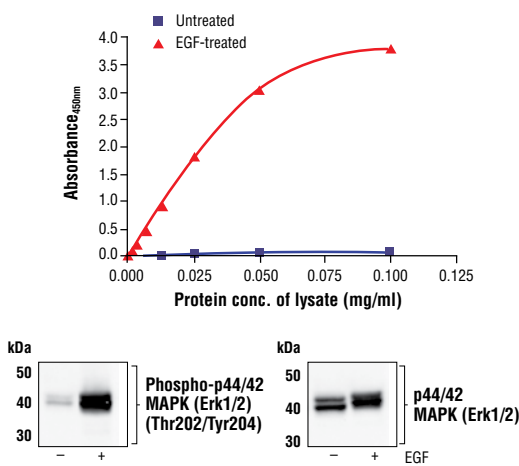 Untreated
EGF-treated
4.0
3.5
3.0
2.5
2.0
1.5
1.0
0.5
0.0
Absorbance450nm
0.000 0.025 0.050 0.075 0.100 0.125
Protein conc. of lysate (mg/ml)
kDa
50
40
30
Phospho-p44/42
MAPK (Erk1/2)
(Thr202/Tyr204)
– +
kDa
50
40
30
p44/42
MAPK (Erk1/2)
– + EGF